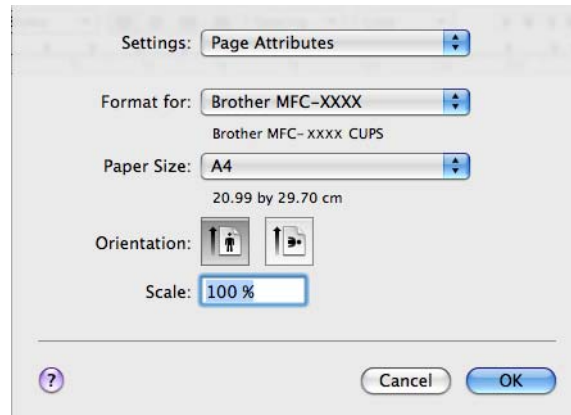 Settings: Page Attributes
Format for: Brother MFC-XXXX
Brother MFC-XXXX CUPS
Paper Size: A4
20.99 by 29.70 cm
Orientation:
Scale: 100 %
? Cancel OK